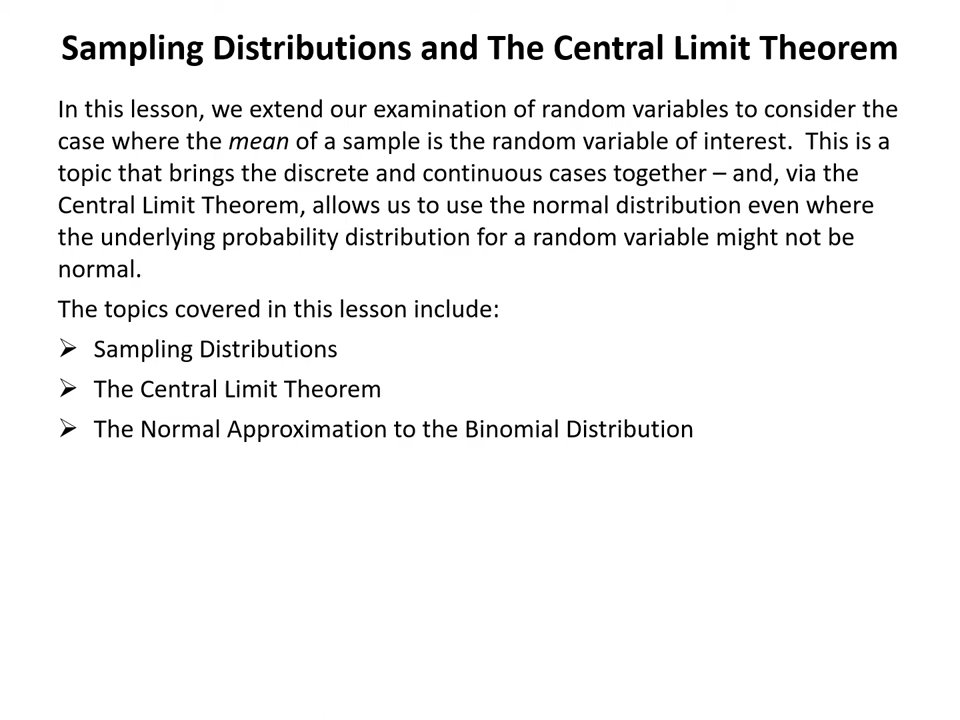 Sampling Distributions and The Central Limit Theorem
In this lesson, we extend our examination of random variables to consider the
case where the mean of a sample is the random variable of interest.  This is a
topic that brings the discrete and continuous cases together – and, via the
Central Limit Theorem, allows us to use the normal distribution even where
the underlying probability distribution for a random variable might not be
normal.
The topics covered in this lesson include:
➢ Sampling Distributions
➢ The Central Limit Theorem
➢ The Normal Approximation to the Binomial Distribution